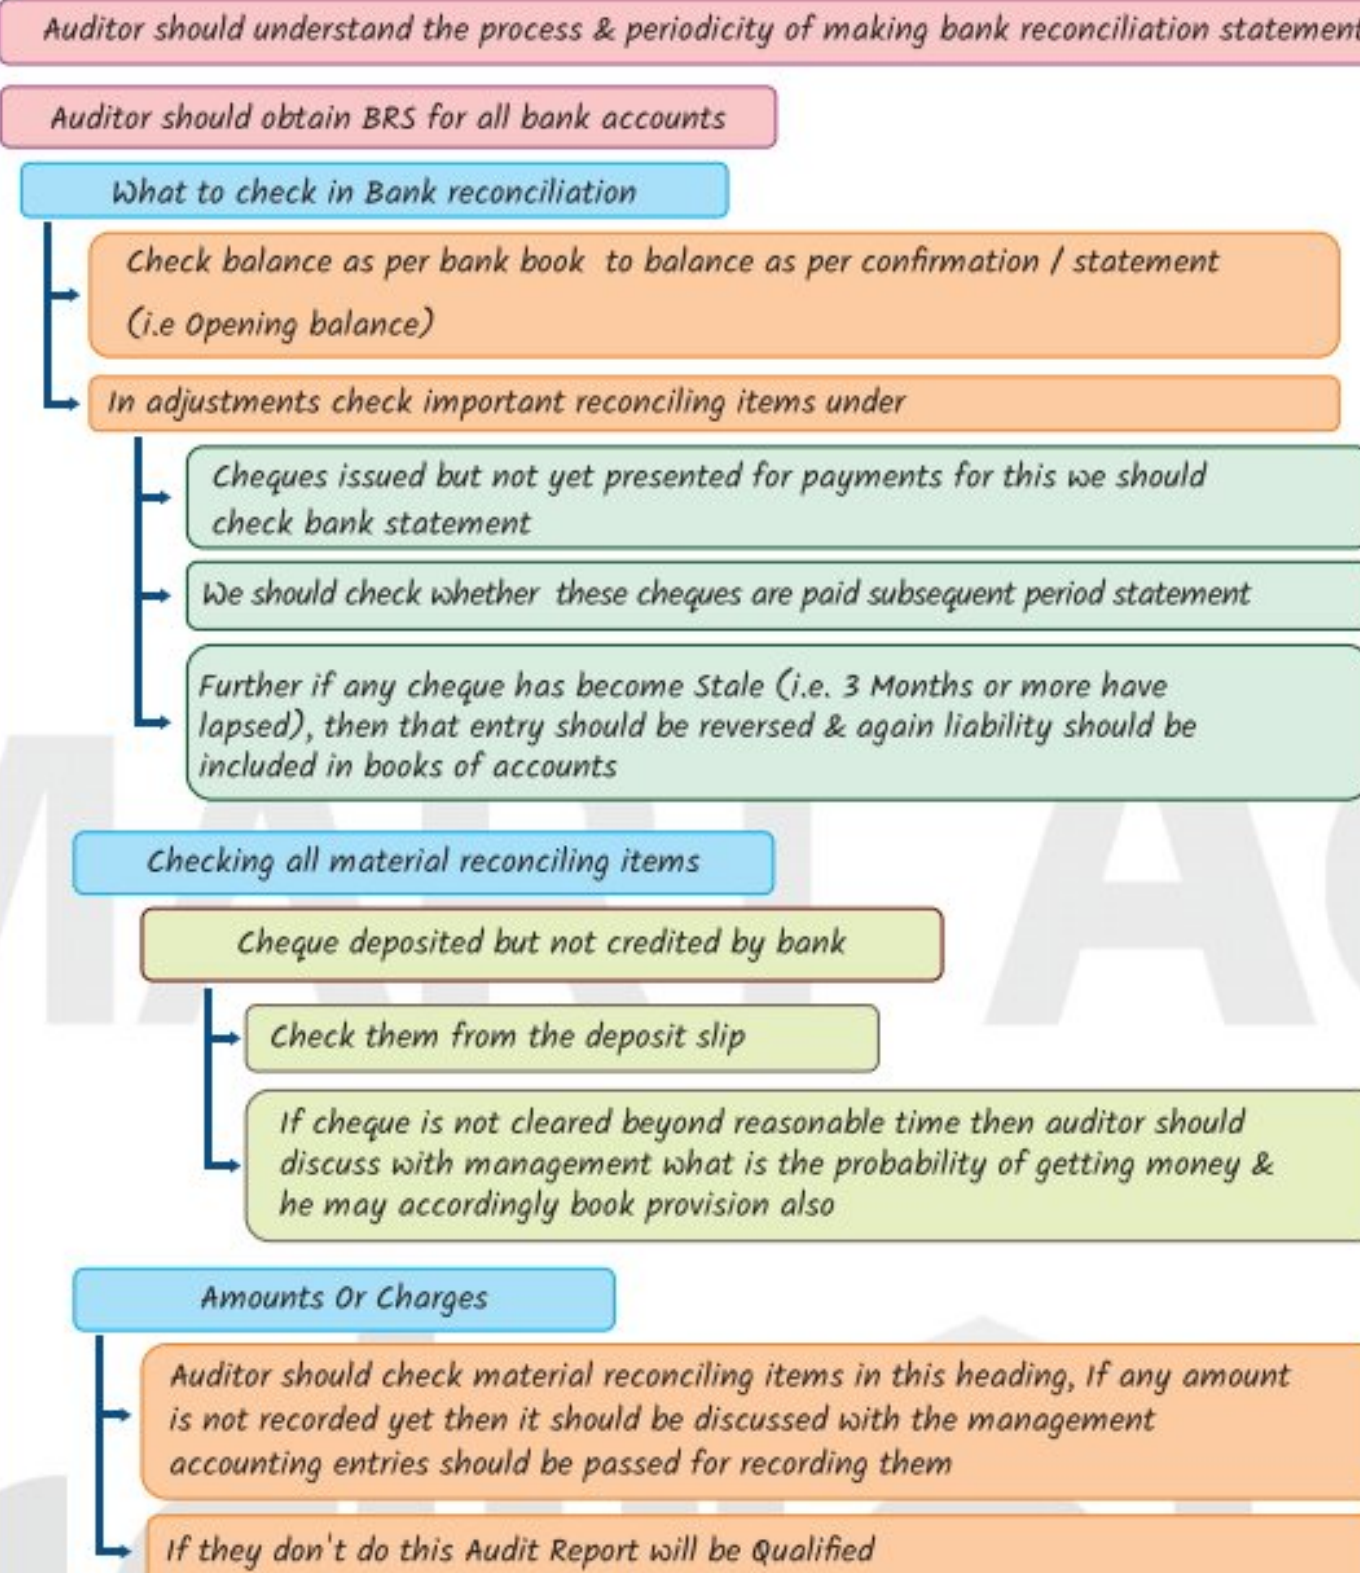 Auditor should understand the process & periodicity of making bank reconciliation statement
Auditor should obtain BRS for all bank accounts
What to check in Bank reconciliation
Check balance as per bank book to balance as per confirmation / statement
(i.e Opening balance)
In adjustments check important reconciling items under
Cheques issued but not yet presented for payments for this we should
check bank statement
We should check whether these cheques are paid subsequent period statement
Further if any cheque has become Stale (i.e. 3 Months or more have
lapsed), then that entry should be reversed & again liability should be
included in books of accounts
Checking all material reconciling items
Cheque deposited but not credited by bank
Check them from the deposit slip
If cheque is not cleared beyond reasonable time then auditor should
discuss with management what is the probability of getting money &
he may accordingly book provision also
Amounts Or Charges
Auditor should check material reconciling items in this heading, If any amount
is not recorded yet then it should be discussed with the management
accounting entries should be passed for recording them
If they don't do this Audit Report will be Qualified